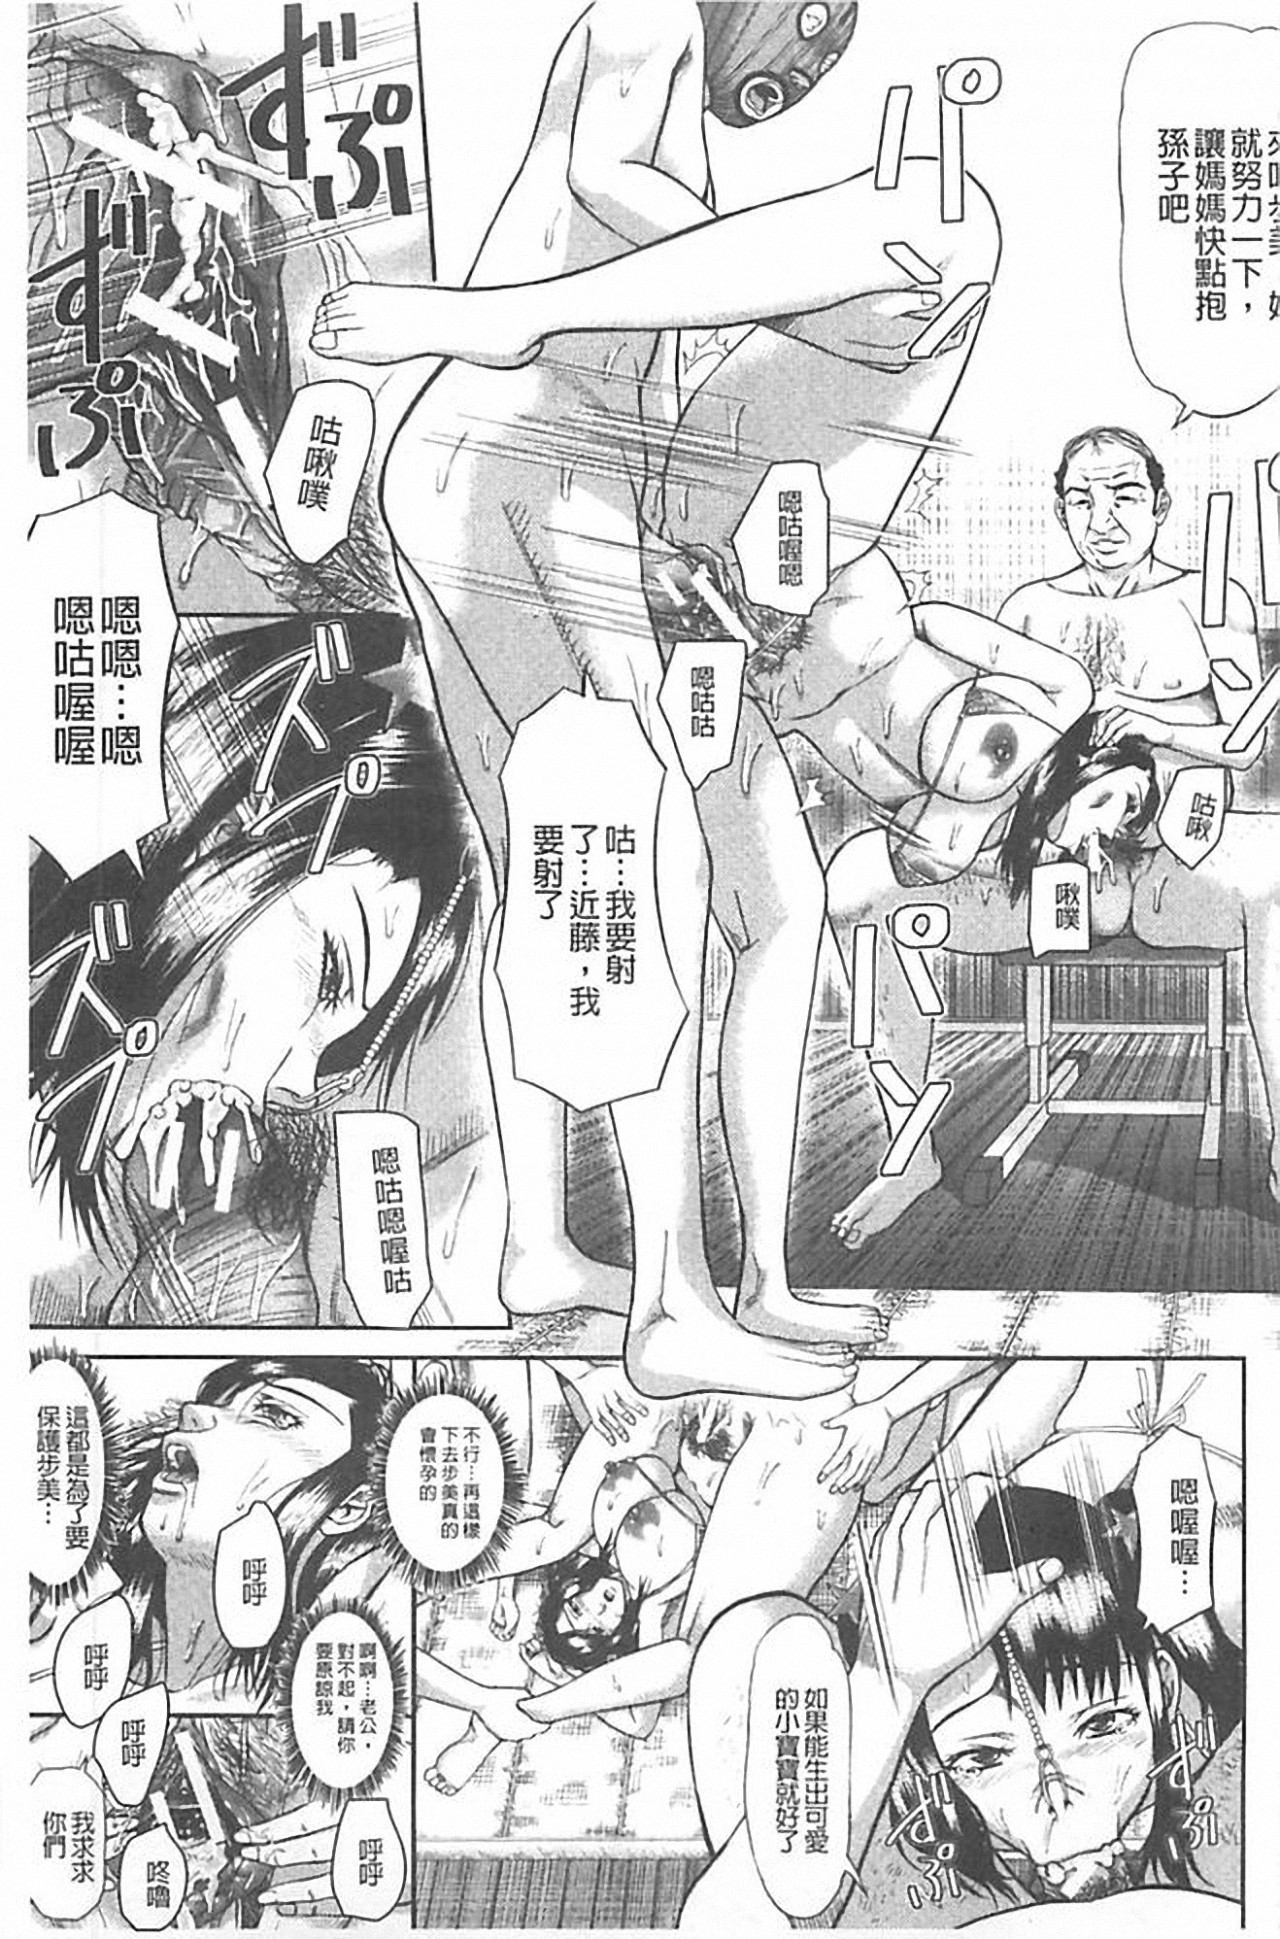 就努力一下，
讓媽媽快點抱
孫子吧
パン
パン
嗯咕喔嗯
嗯咕咕
咕啾
啾噗
咕…我要射
了…近藤，我
要射了
ずぷ
ずぷ
咕啾噗
嗯嗯…嗯
嗯咕喔喔
ズプ
ズプ
嗯咕嗯喔咕
嗯喔喔…
ぷ
ぷ
如果能生出可愛
的小寶寶就好了
不行…再這樣
下去步美真的
會懷孕的
這都是為了要
保護步美…
呼呼
啊啊…老公，
對不起，請你
要原諒我
呼呼
呼呼
呼呼
咚嚕
我求求
你們